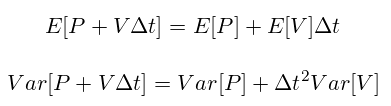 E[P + VΔt] = E[P] + E[V]Δt
Var[P + VΔt] = Var[P] + Δt²Var[V]